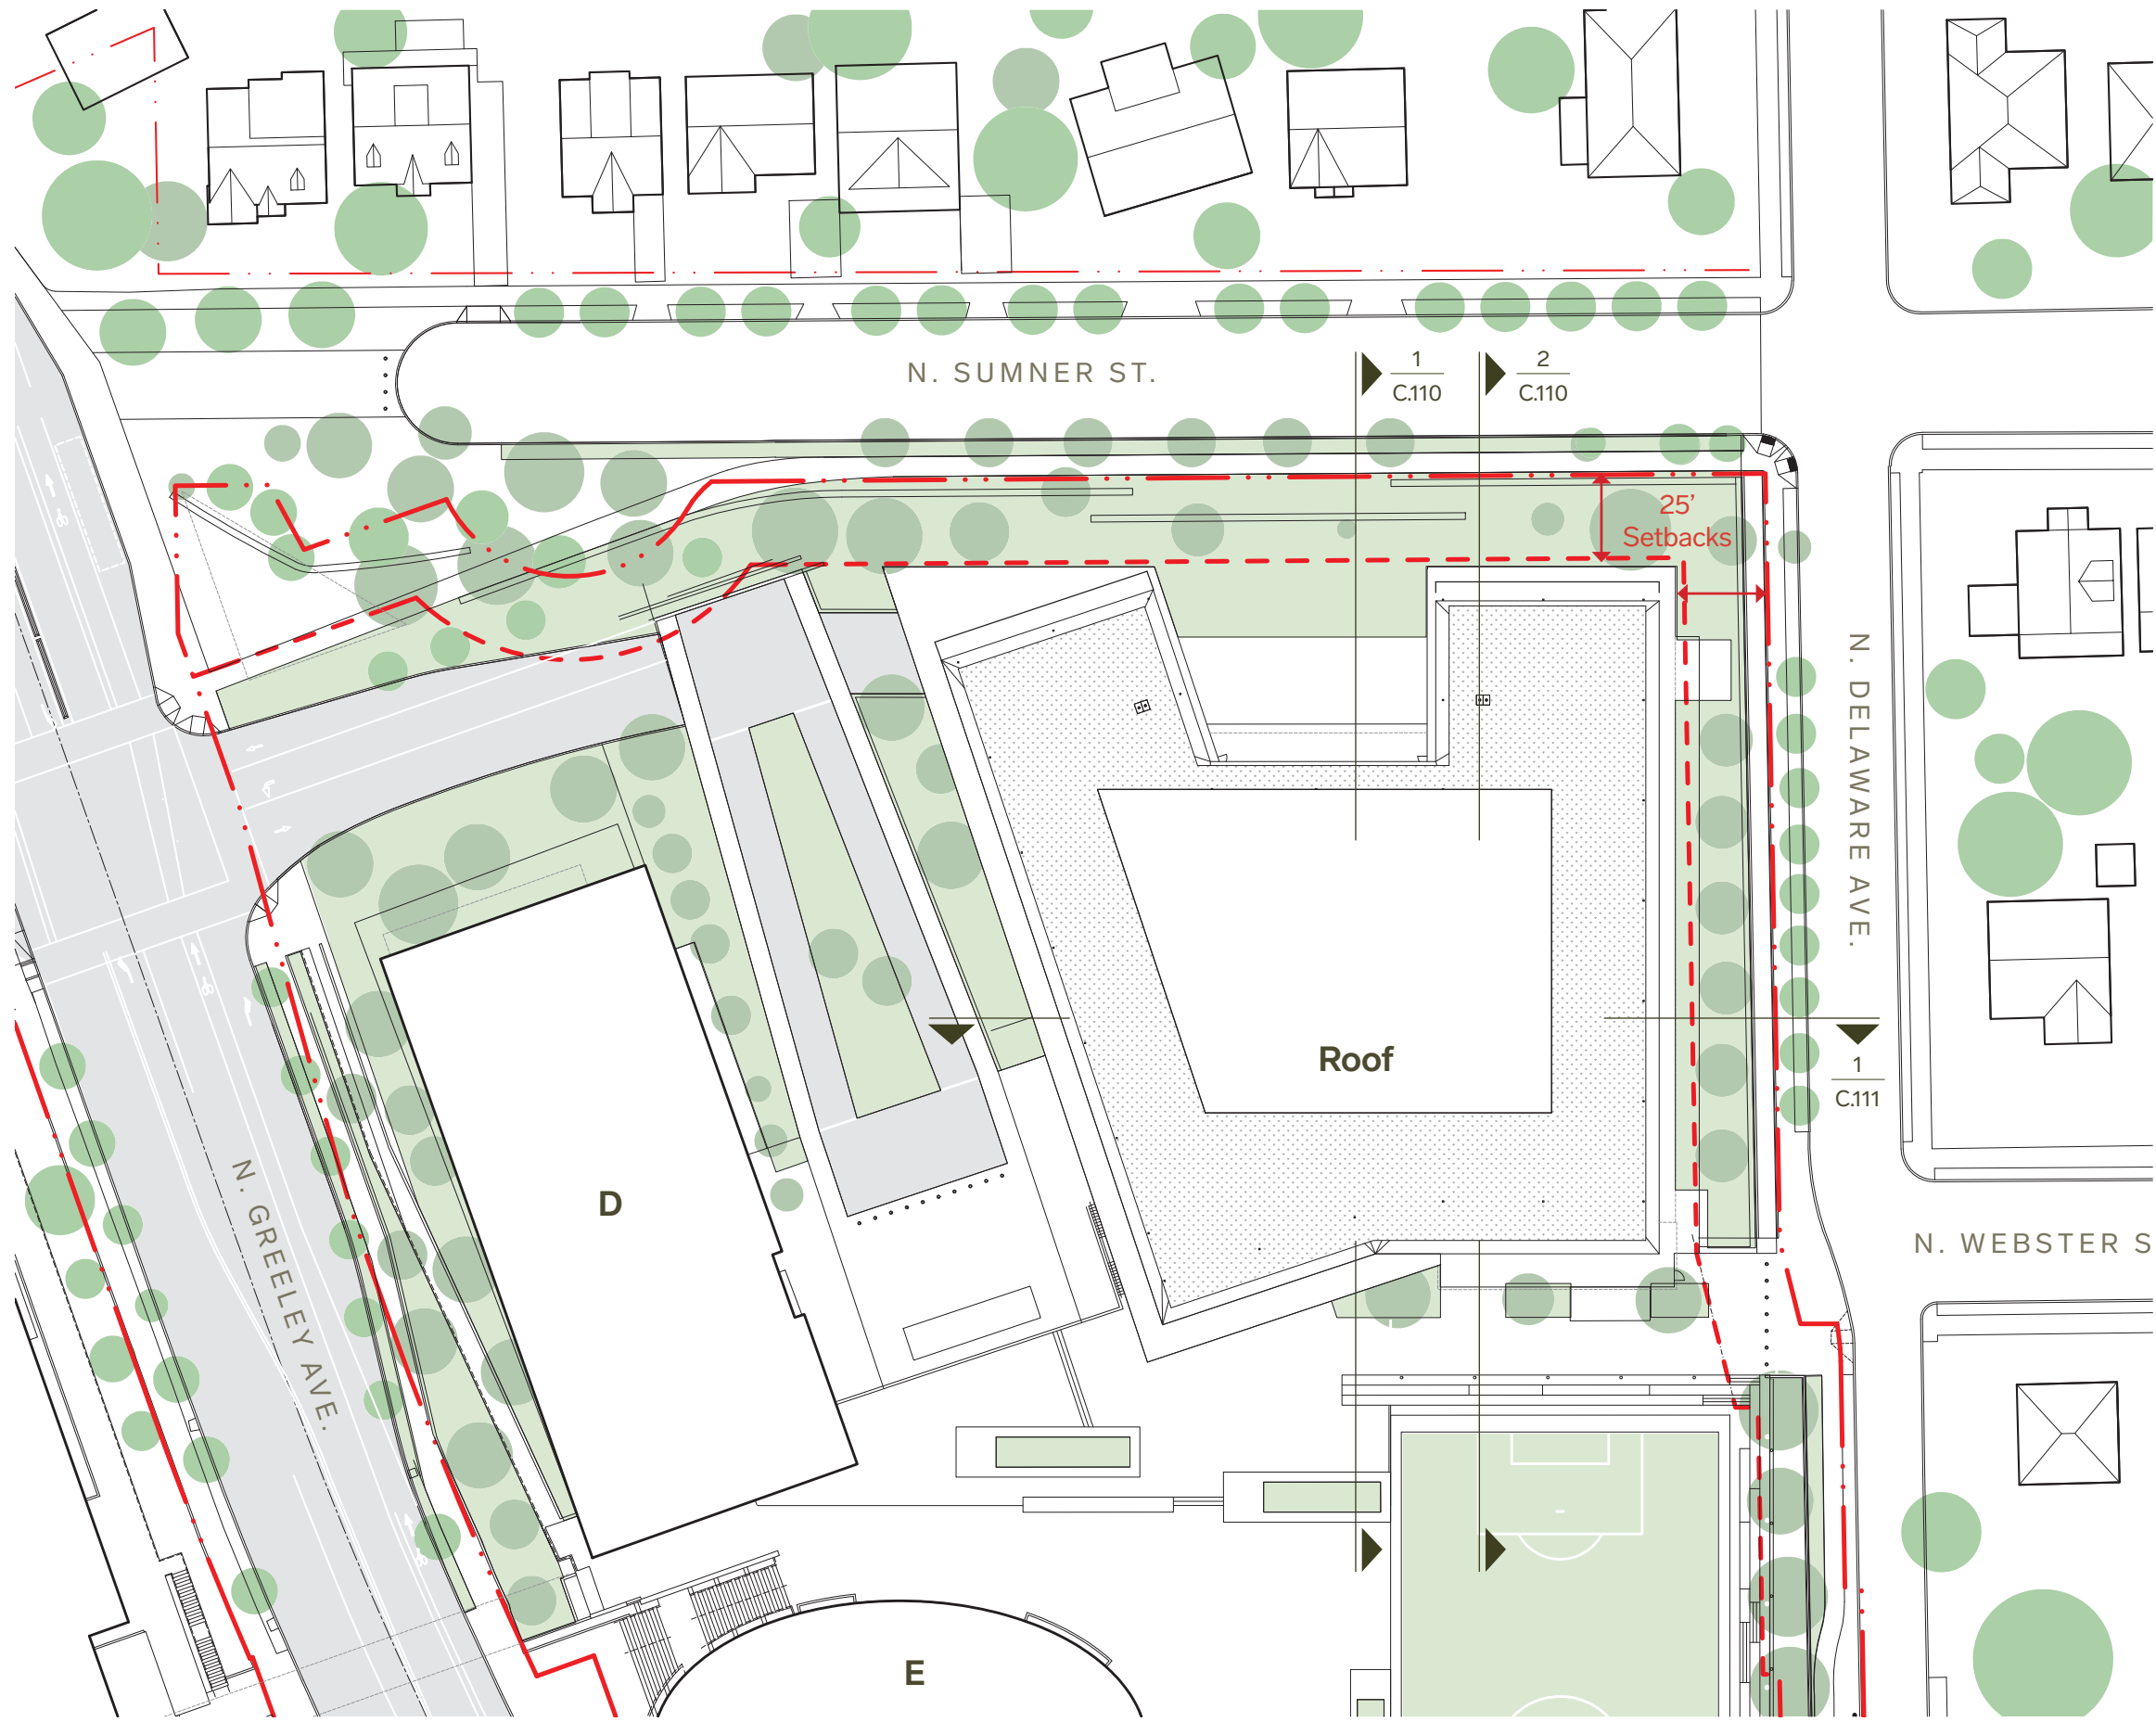 N. SUMNER ST.
1
C.110
2
C.110
25’
Setbacks
N. DELAWARE AVE.
Roof
1
C.111
D
N. GREELEY AVE.
N. WEBSTER S
E